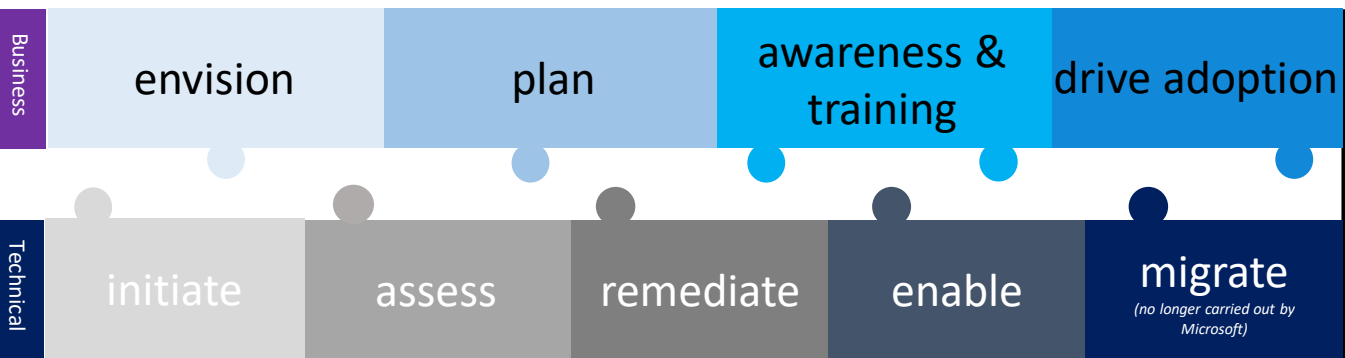 Business
envision
plan
awareness &
training
drive adoption
Technical
initiate
assess
remediate
enable
migrate
(no longer carried out by
Microsoft)